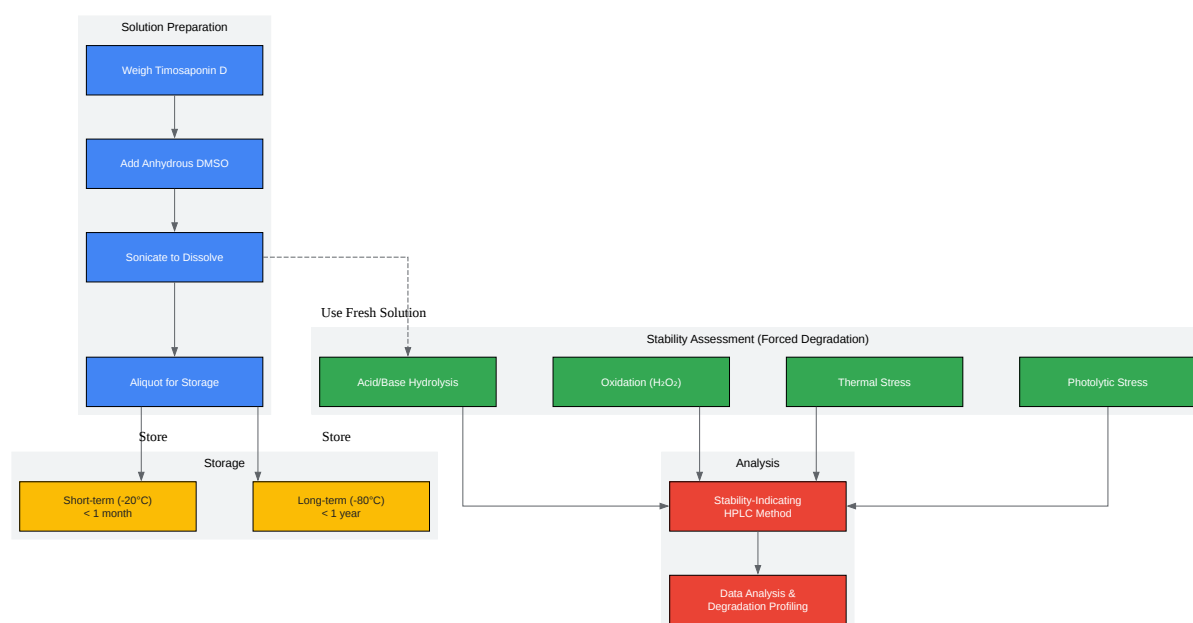 Solution Preparation
Weigh Timosaponin D
Add Anhydrous DMSO
Sonicate to Dissolve
Use Fresh Solution
Stability Assessment (Forced Degradation)
Aliquot for Storage
Acid/Base Hydrolysis
Oxidation (H₂O₂)
Thermal Stress
Photolytic Stress
Store
Store
Storage
Analysis
Short-term (-20°C)
< 1 month
Long-term (-80°C)
< 1 year
Stability-Indicating
HPLC Method
Data Analysis &
Degradation Profiling